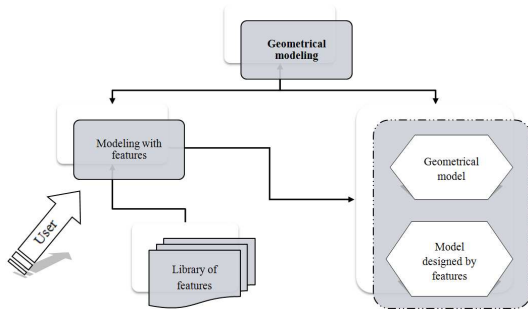 Geometrical
modeling
Modeling with
features
Geometrical
model
User
Library of
features
Model
designed by
features